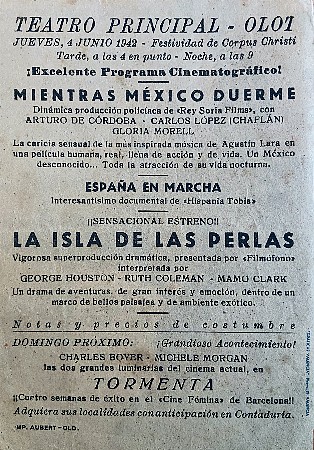 TEATRO PRINCIPAL - OLOT
JUEVES, 4 JUNIO 1942 - Festividad de Corpus Christi
Tarde, a las 4 en punto - Noche, a las 9
¡Excelente Programa Cinematográfico!
MIENTRAS MÉXICO DUERME
Dinámica producción policíaca de «Rey Soria Films», con
ARTURO DE CÓRDOBA - CARLOS LÓPEZ (CHAFLÁN)
GLORIA MORELL
La caricia sensual de la más inspirada música de Agustín Lara en
una película humana, real, llena de acción y de vida. Un México
desconocido... Toda la atracción de su vida nocturna.
ESPAÑA EN MARCHA
Interesantísimo documental de «Hispania Tobis»
¡¡SENSACIONAL ESTRENO!!
LA ISLA DE LAS PERLAS
Vigorosa superproducción dramática, presentada por «Filmófono»
interpretada por
GEORGE HOUSTON - RUTH COLEMAN - MAMO CLARK
Un drama de aventuras, de gran interés y emoción, dentro de un
marco de bellos paisajes y de ambiente exótico.
Notas y precios de costumbre
DOMINGO PRÓXIMO: ¡Grandioso Acontecimiento!
CHARLES BOYER - MICHELE MORGAN
las dos grandes luminarias del cinema actual, en
TORMENTA
¡¡Cuatro semanas de éxito en el «Cine Fémina» de Barcelona!!
Adquiera sus localidades con anticipación en Contaduría.
IMP. AUBERT - OLO.